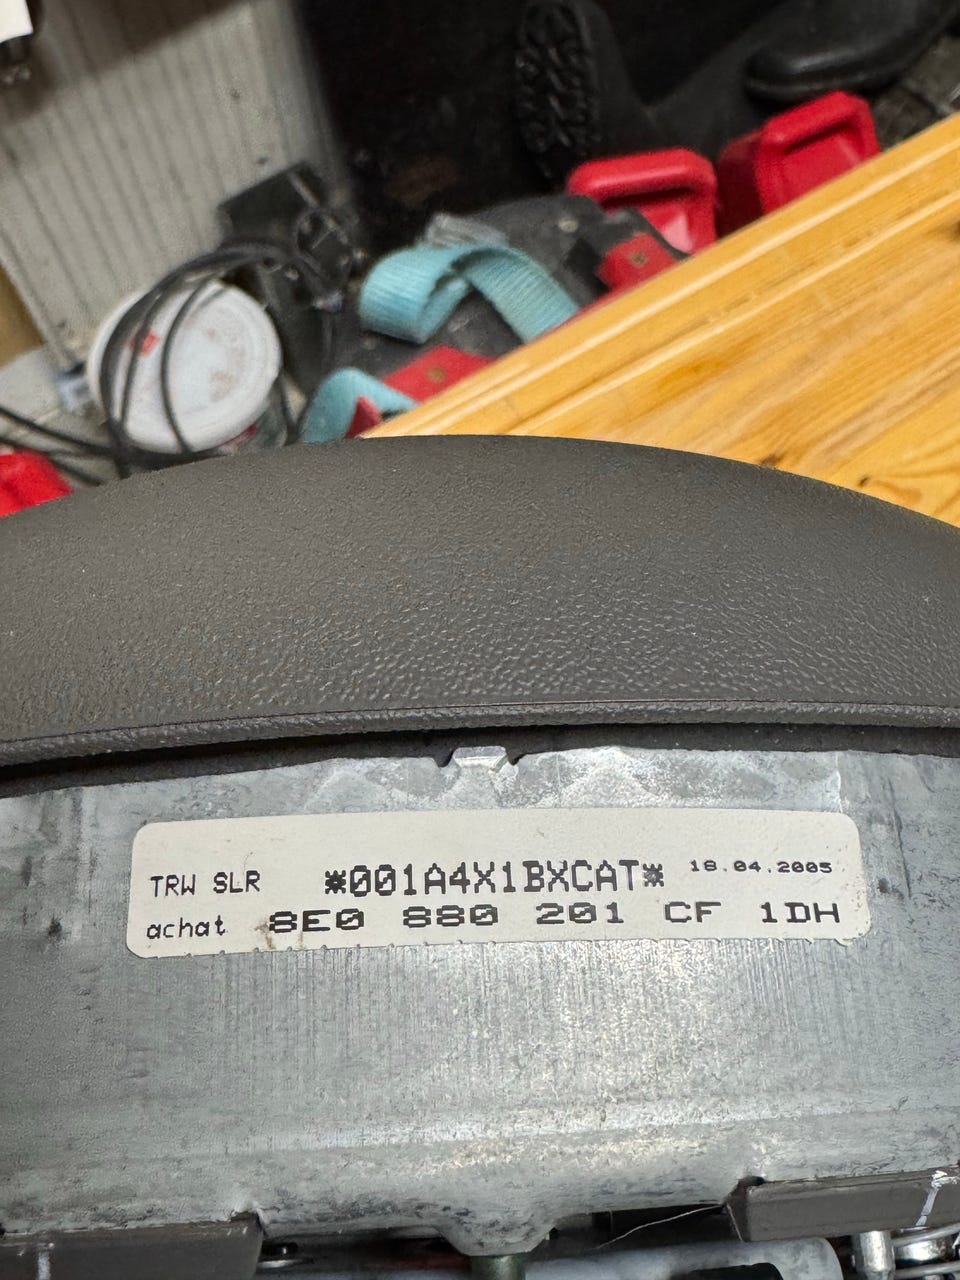 TRW SLR *001A4X1BXCAT* 18.04.2005
achat 8E0 880 201 CF 1DH